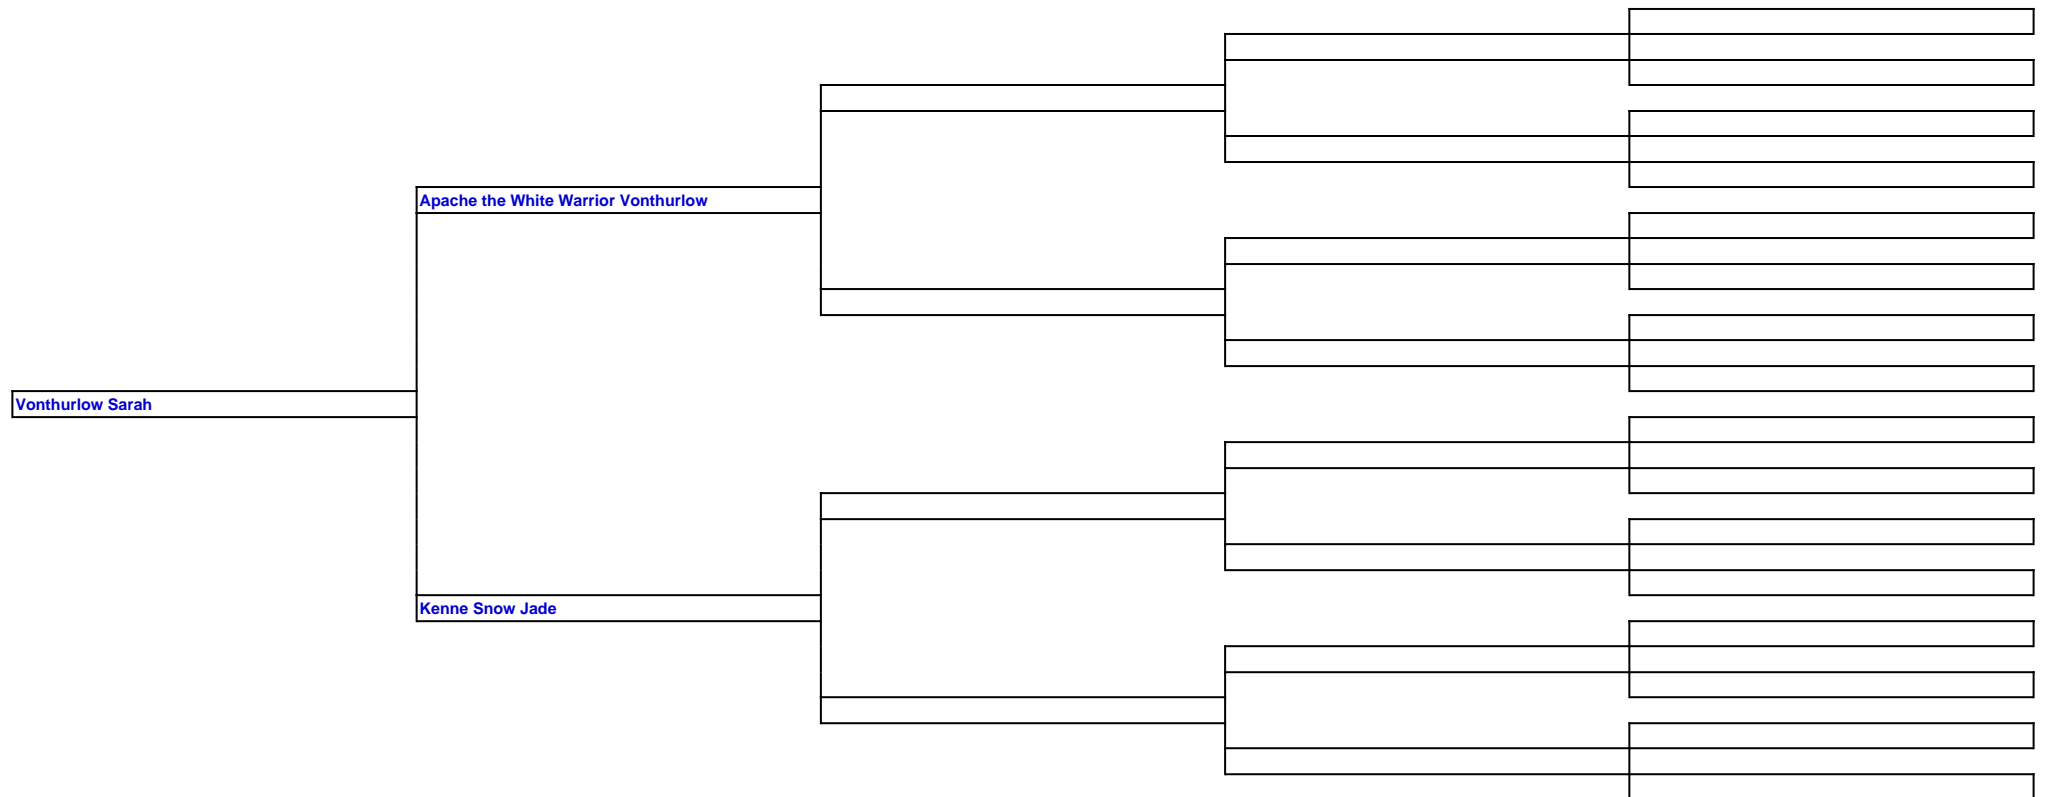 Apache the White Warrior Vonthurlow
Vonthurlow Sarah
Kenne Snow Jade